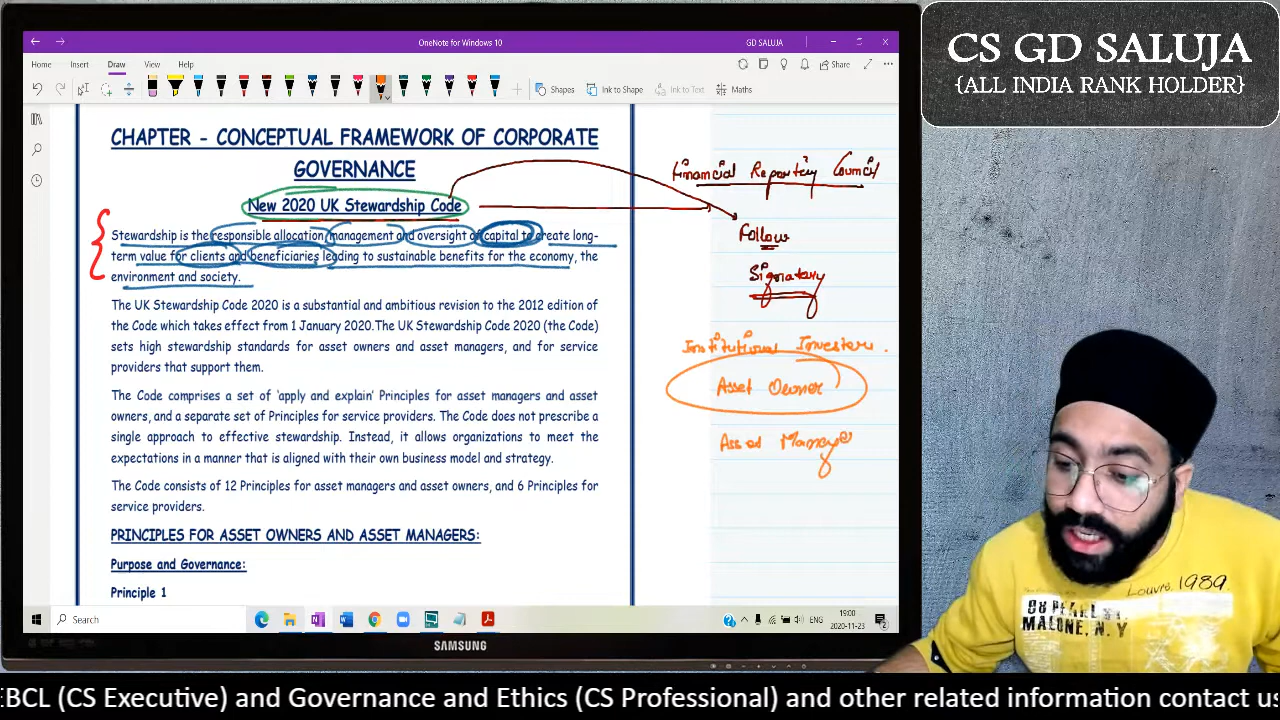 OneNote for Windows 10
GD SALUJA
Home Insert Draw View Help
Share
Shapes Ink to Shape Ink to Text Maths
CHAPTER - CONCEPTUAL FRAMEWORK OF CORPORATE
GOVERNANCE
New 2020 UK Stewardship Code
Stewardship is the responsible allocation management and oversight of capital to create long-
term value for clients and beneficiaries leading to sustainable benefits for the economy, the
environment and society.
The UK Stewardship Code 2020 is a substantial and ambitious revision to the 2012 edition of
the Code which takes effect from 1 January 2020.The UK Stewardship Code 2020 (the Code)
sets high stewardship standards for asset owners and asset managers, and for service
providers that support them.
The Code comprises a set of ‘apply and explain’ Principles for asset managers and asset
owners, and a separate set of Principles for service providers. The Code does not prescribe a
single approach to effective stewardship. Instead, it allows organizations to meet the
expectations in a manner that is aligned with their own business model and strategy.
The Code consists of 12 Principles for asset managers and asset owners, and 6 Principles for
service providers.
PRINCIPLES FOR ASSET OWNERS AND ASSET MANAGERS:
Purpose and Governance:
Principle 1
Financial Reporting Council
Follow
Signatory
Institutional Investors.
Asset Owner
Asset Manager
Search
ENG
19:00
2020-11-23
SAMSUNG
CS GD SALUJA
{ALL INDIA RANK HOLDER}
Louvre, 1989
MALONE, N.Y
EBCL (CS Executive) and Governance and Ethics (CS Professional) and other related information contact us